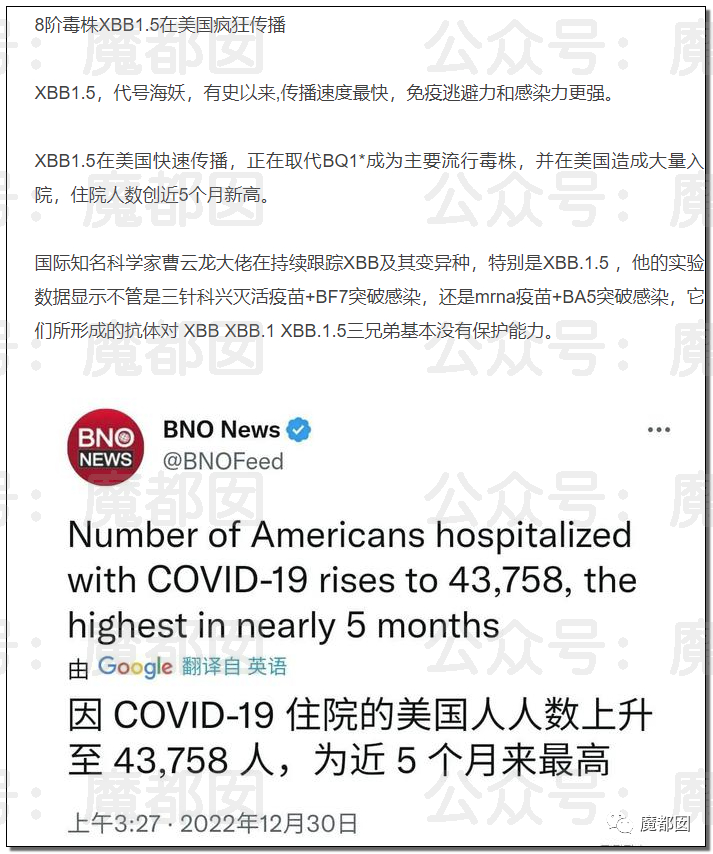 8阶毒株XBB1.5在美国疯狂传播
XBB1.5，代号海妖，有史以来,传播速度最快，免疫逃避力和感染力更强。
XBB1.5在美国快速传播，正在取代BQ1*成为主要流行毒株，并在美国造成大量入
院，住院人数创近5个月新高。
国际知名科学家曹云龙大佬在持续跟踪XBB及其变异种，特别是XBB.1.5 ，他的实验
数据显示不管是三针科兴灭活疫苗+BF7突破感染，还是mrna疫苗+BA5突破感染，它
们所形成的抗体对 XBB XBB.1 XBB.1.5三兄弟基本没有保护能力。
BNO
NEWS
BNO News
@BNOFeed
Number of Americans hospitalized
with COVID-19 rises to 43,758, the
highest in nearly 5 months
由 Google 翻译自 英语
因 COVID-19 住院的美国人人数上升
至 43,758 人，为近 5 个月来最高
上午3:27 · 2022年12月30日
魔都囡
公众号：魔都囡